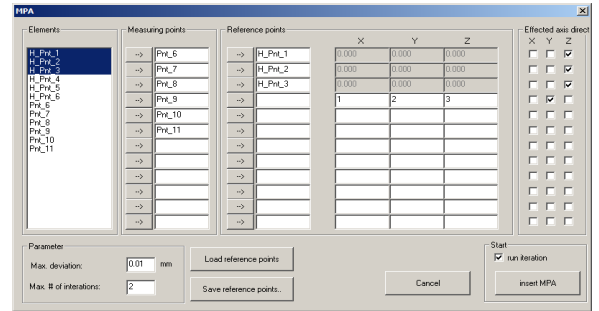 MPA
Elements
Measuring points
Reference points
Effected axis direct
X Y Z
X Y Z
H_Pnt_1
H_Pnt_2
H_Pnt_3
H_Pnt_4
H_Pnt_5
H_Pnt_6
Pnt_6
Pnt_7
Pnt_8
Pnt_9
Pnt_10
Pnt_11
--> Pnt_6 --> H_Pnt_1 0.000 0.000 0.000
--> Pnt_7 --> H_Pnt_2 0.000 0.000 0.000
--> Pnt_8 --> H_Pnt_3 0.000 0.000 0.000
--> Pnt_9 --> 1 2 3
--> Pnt_10 -->
--> Pnt_11 -->
--> -->
--> -->
--> -->
--> -->
--> -->
Parameter
Max. deviation: 0.01 mm
Max. # of interations: 2
Load reference points
Save reference points..
Cancel
Start
run iteration
insert MPA